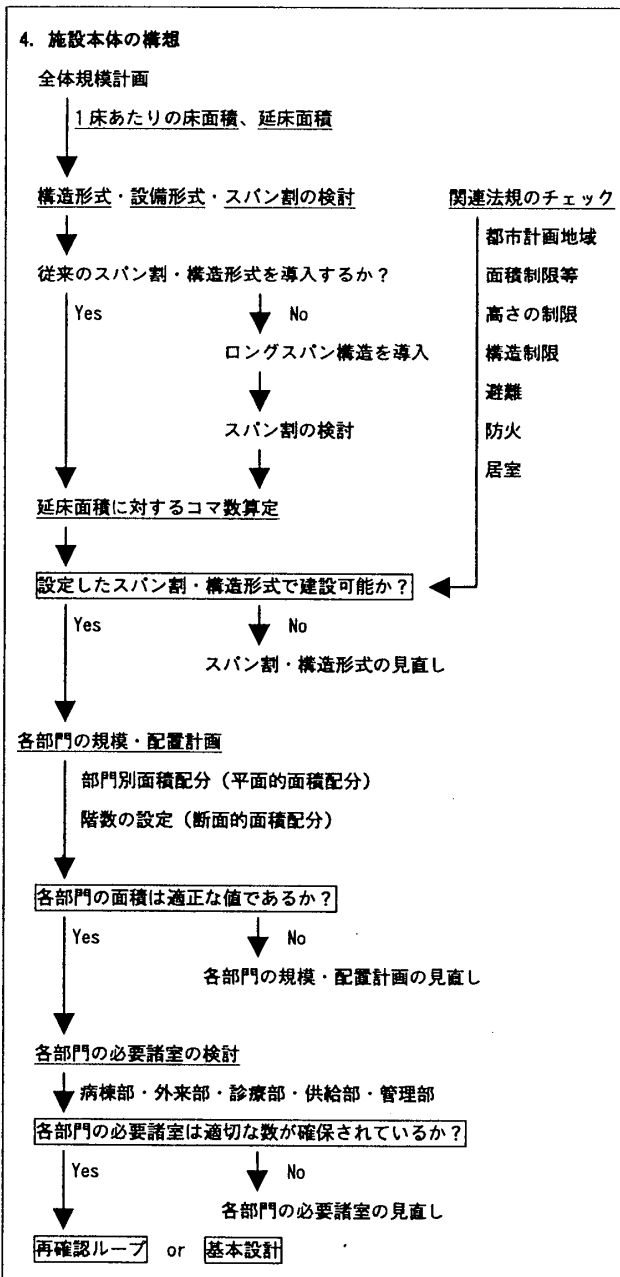 4. 施設本体の構想
全体規模計画
1床あたりの床面積、延床面積
構造形式・設備形式・スパン割の検討
関連法規のチェック
都市計画地域
面積制限等
高さの制限
構造制限
避難
防火
居室
従来のスパン割・構造形式を導入するか?
Yes
No
ロングスパン構造を導入
スパン割の検討
延床面積に対するコマ数算定
設定したスパン割・構造形式で建設可能か?
Yes
No
スパン割・構造形式の見直し
各部門の規模・配置計画
部門別面積配分(平面的面積配分)
階数の設定(断面的面積配分)
各部門の面積は適正な値であるか?
Yes
No
各部門の規模・配置計画の見直し
各部門の必要諸室の検討
病棟部・外来部・診療部・供給部・管理部
各部門の必要諸室は適切な数が確保されているか?
Yes
No
各部門の必要諸室の見直し
再確認ループ or 基本設計